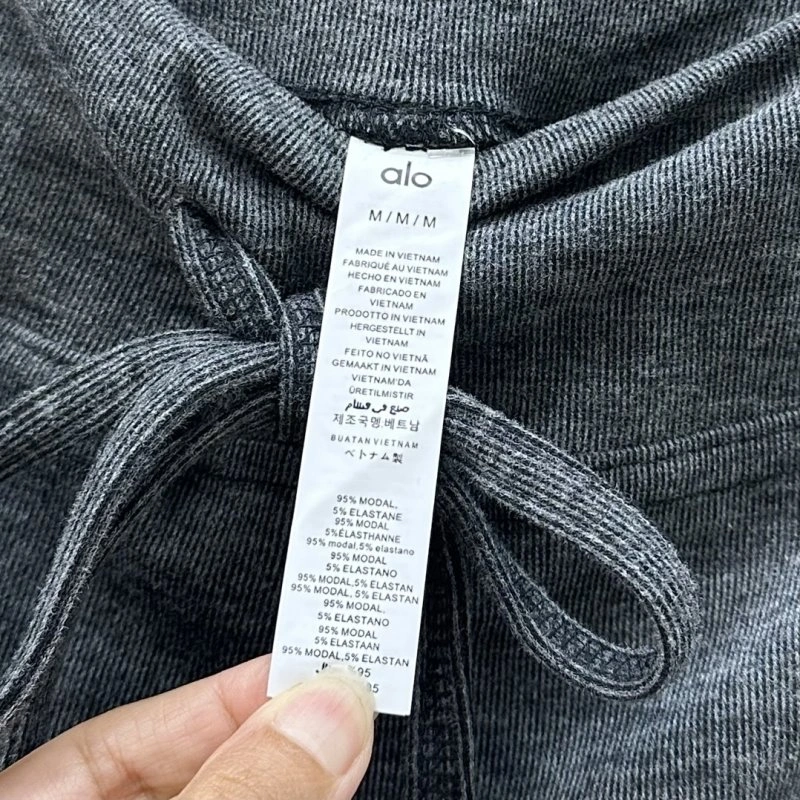 alo
M/M/M
MADE IN VIETNAM
FABRIQUÉ AU VIETNAM
HECHO EN VIETNAM
FABRICADO EN
VIETNAM
PRODOTTO IN VIETNAM
HERGESTELLT IN
VIETNAM
FEITO NO VIETNÃ
GEMAAKT IN VIETNAM
VIETNAM'DA
ÜRETILMISTIR
صنع في فيتنام
제조국명.베트남
BUATAN VIETNAM
ベトナム製
95% MODAL,
5% ELASTANE
95% MODAL
5%ÉLASTHANNE
95% modal,5% elastano
95% MODAL
5% ELASTANO
95% MODAL,5% ELASTAN
95% MODAL, 5% ELASTAN
95% MODAL,
5% ELASTANO
95% MODAL
5% ELASTAAN
95% MODAL,5% ELASTAN
%95